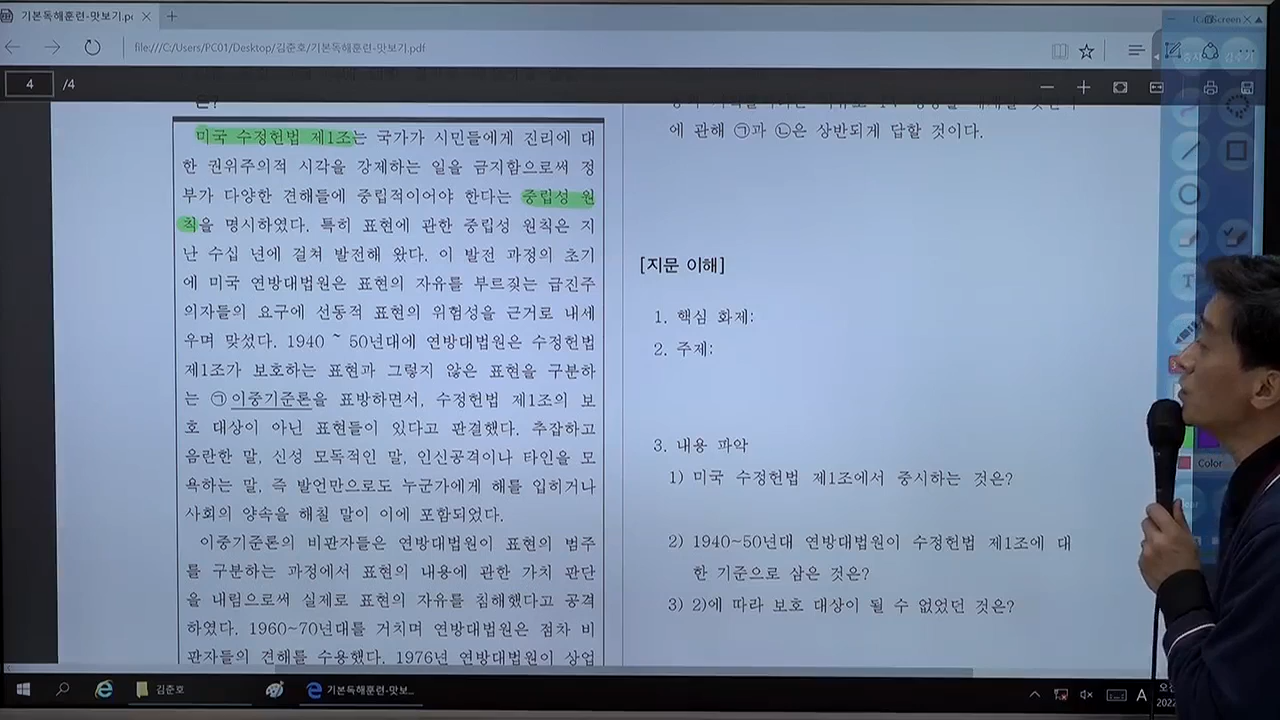 기본독해훈련-맛보기.pc
file:///C:/Users/PC01/Desktop/김준호/기본독해훈련-맛보기.pdf
4 /4
미국 수정헌법 제1조는 국가가 시민들에게 진리에 대
한 권위주의적 시각을 강제하는 일을 금지함으로써 정
부가 다양한 견해들에 중립적이어야 한다는 중립성 원
칙을 명시하였다. 특히 표현에 관한 중립성 원칙은 지
난 수십 년에 걸쳐 발전해 왔다. 이 발전 과정의 초기
에 미국 연방대법원은 표현의 자유를 부르짖는 급진주
의자들의 요구에 선동적 표현의 위험성을 근거로 내세
우며 맞섰다. 1940 ~ 50년대에 연방대법원은 수정헌법
제1조가 보호하는 표현과 그렇지 않은 표현을 구분하
는 ㉠ 이중기준론을 표방하면서, 수정헌법 제1조의 보
호 대상이 아닌 표현들이 있다고 판결했다. 추잡하고
음란한 말, 신성 모독적인 말, 인신공격이나 타인을 모
욕하는 말, 즉 발언만으로도 누군가에게 해를 입히거나
사회의 양속을 해칠 말이 이에 포함되었다.
이중기준론의 비판자들은 연방대법원이 표현의 범주
를 구분하는 과정에서 표현의 내용에 관한 가치 판단
을 내림으로써 실제로 표현의 자유를 침해했다고 공격
하였다. 1960~70년대를 거치며 연방대법원은 점차 비
판자들의 견해를 수용했다. 1976년 연방대법원이 상업
에 관해 ㉠과 ㉡은 상반되게 답할 것이다.
[지문 이해]
1. 핵심 화제:
2. 주제:
3. 내용 파악
1) 미국 수정헌법 제1조에서 중시하는 것은?
2) 1940~50년대 연방대법원이 수정헌법 제1조에 대
한 기준으로 삼은 것은?
3) 2)에 따라 보호 대상이 될 수 없었던 것은?
Color
김준호
기본독해훈련-맛보...
A